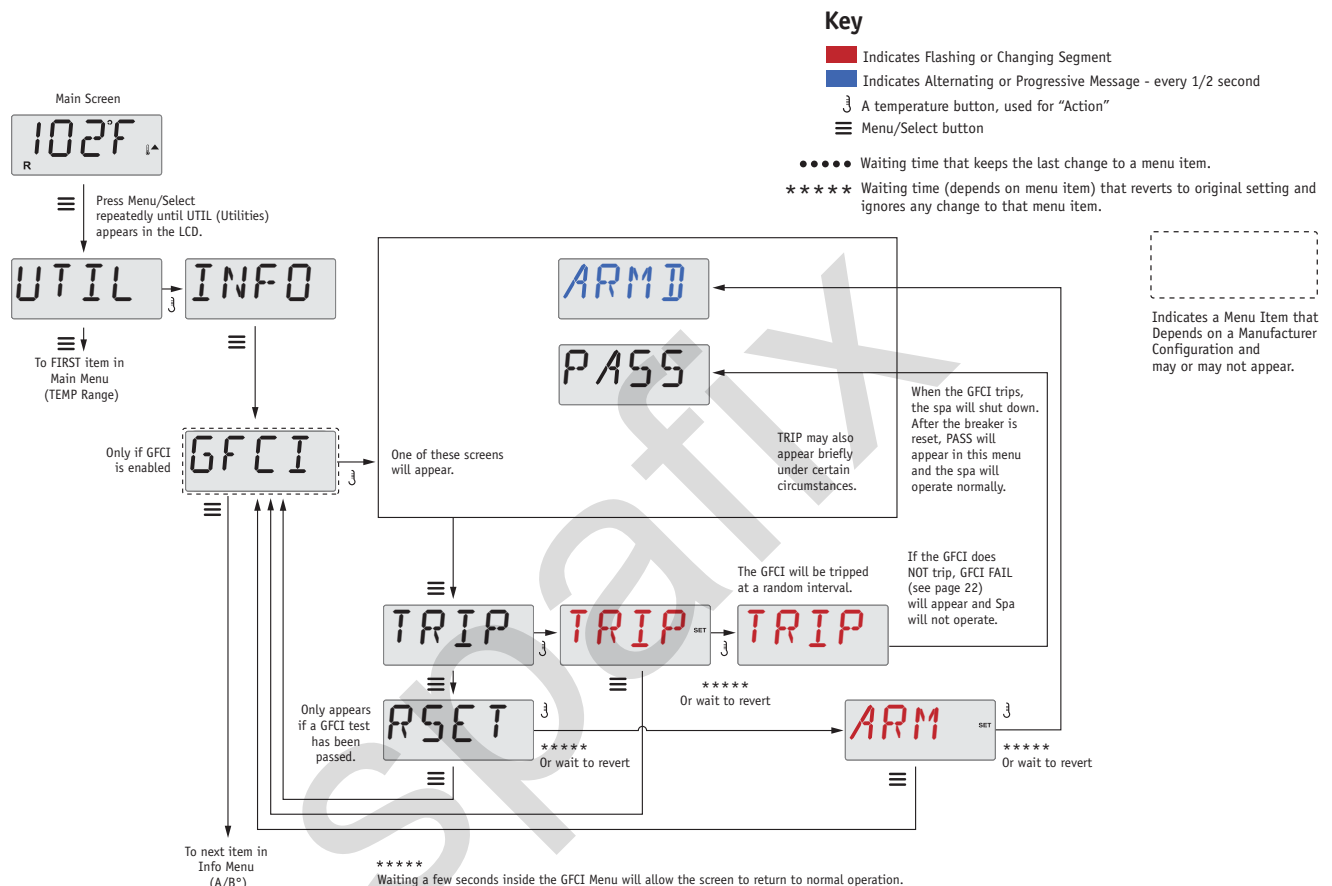 Key
Indicates Flashing or Changing Segment
Indicates Alternating or Progressive Message - every 1/2 second
A temperature button, used for “Action”
Menu/Select button
Waiting time that keeps the last change to a menu item.
***** Waiting time (depends on menu item) that reverts to original setting and
ignores any change to that menu item.
Indicates a Menu Item that
Depends on a Manufacturer
Configuration and
may or may not appear.
Main Screen
102°F
R
Press Menu/Select
repeatedly until UTIL (Utilities)
appears in the LCD.
UTIL
INFO
To FIRST item in
Main Menu
(TEMP Range)
Only if GFCI
is enabled
GFCI
One of these screens
will appear.
ARMD
PASS
TRIP may also
appear briefly
under certain
circumstances.
When the GFCI trips,
the spa will shut down.
After the breaker is
reset, PASS will
appear in this menu
and the spa will
operate normally.
If the GFCI does
NOT trip, GFCI FAIL
(see page 22)
will appear and Spa
will not operate.
The GFCI will be tripped
at a random interval.
TRIP
TRIP SET
TRIP
*****
Or wait to revert
Only appears
if a GFCI test
has been
passed.
RSET
*****
Or wait to revert
ARM SET
*****
Or wait to revert
To next item in
Info Menu
(A/B°)
*****
Waiting a few seconds inside the GFCI Menu will allow the screen to return to normal operation.
spafix